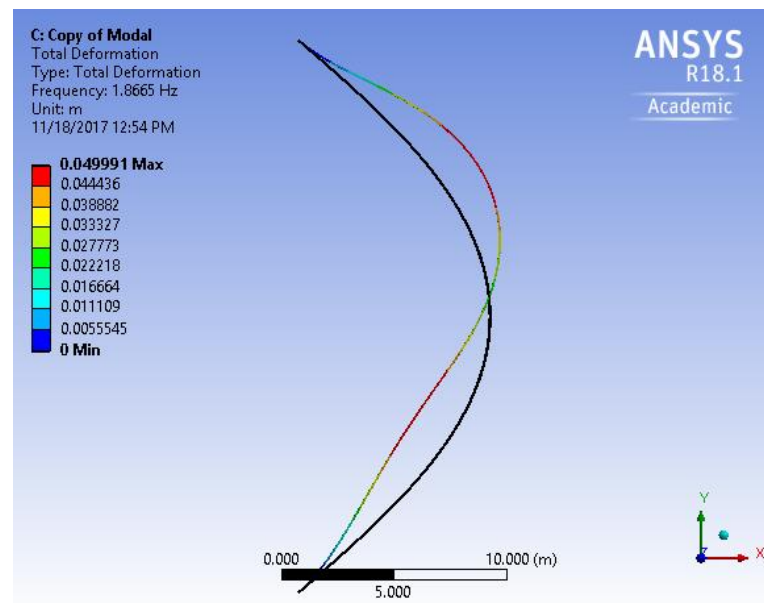 C: Copy of Modal
Total Deformation
Type: Total Deformation
Frequency: 1.8665 Hz
Unit: m
11/18/2017 12:54 PM
0.049991 Max
0.044436
0.038882
0.033327
0.027773
0.022218
0.016664
0.011109
0.0055545
0 Min
ANSYS
R18.1
Academic
0.000 10.000 (m)
5.000
Y
Z X